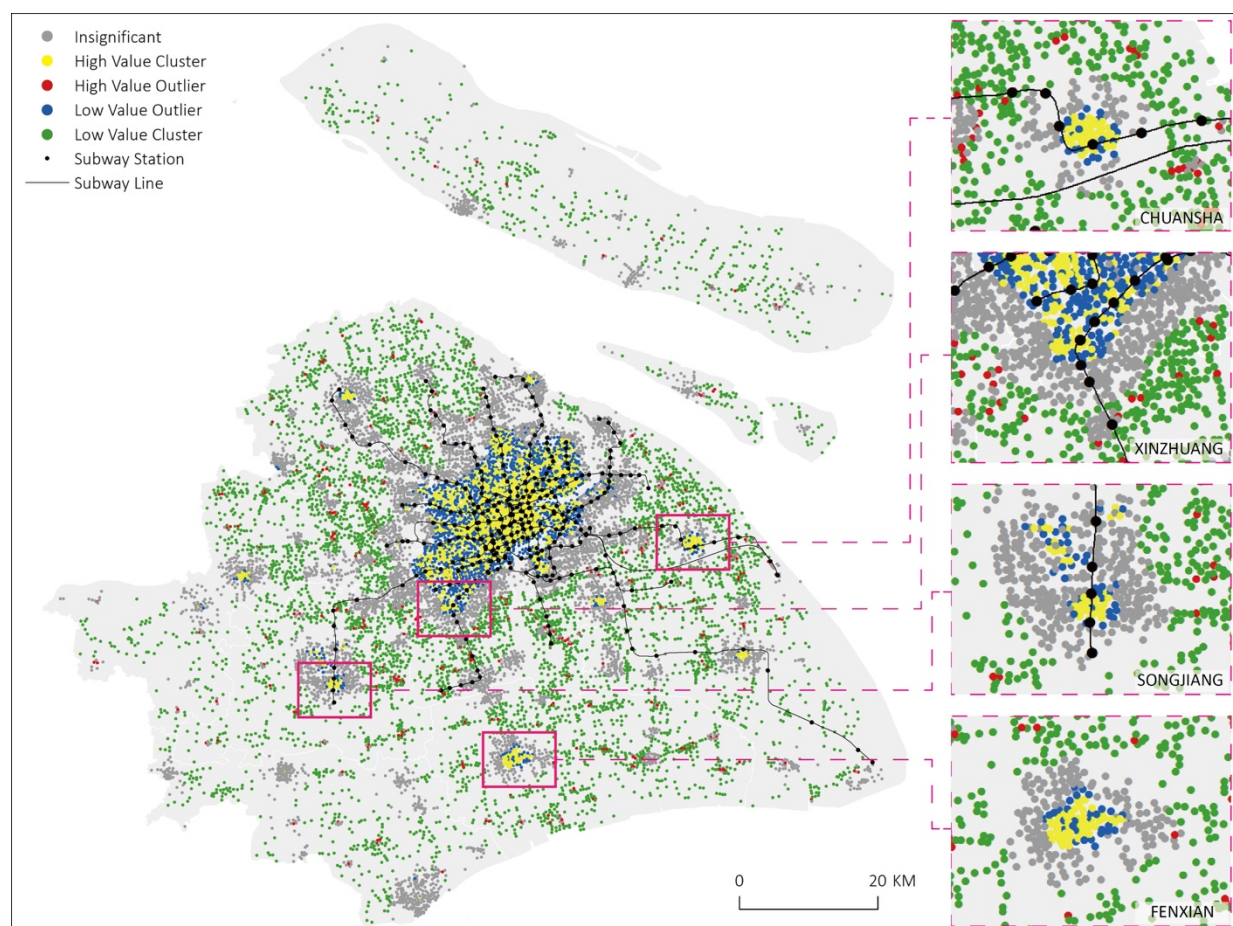 Insignificant
High Value Cluster
High Value Outlier
Low Value Outlier
Low Value Cluster
Subway Station
Subway Line
CHUANSHA
XINZHUANG
SONGJIANG
FENXIAN
0 20 KM